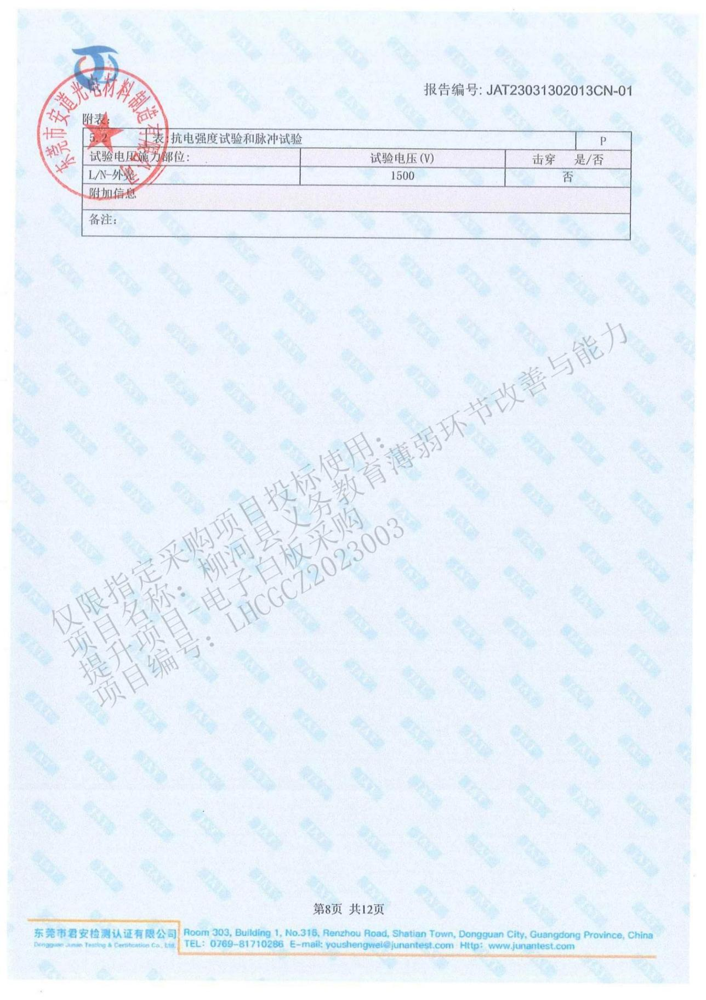 报告编号: JAT23031302013CN-01
附表:
5.2 表:抗电强度试验和脉冲试验 P
试验电压施力部位: 试验电压(V) 击穿 是/否
L/N-外壳 1500 否
附加信息
备注:
东莞市安道光电材料制造有限公司
仅限指定采购项目投标使用:
项目名称: 柳河县义务教育薄弱环节改善与能力
提升项目-电子白板采购
项目编号: LHCGCZ2023003
第8页 共12页
东莞市君安检测认证有限公司
Dongguan Junan Testing & Certification Co., Ltd.
Room 303, Building 1, No.316, Renzhou Road, Shatian Town, Dongguan City, Guangdong Province, China
TEL: 0769-81710286 E-mail: youshengwei@junantest.com Http: www.junantest.com
JAT